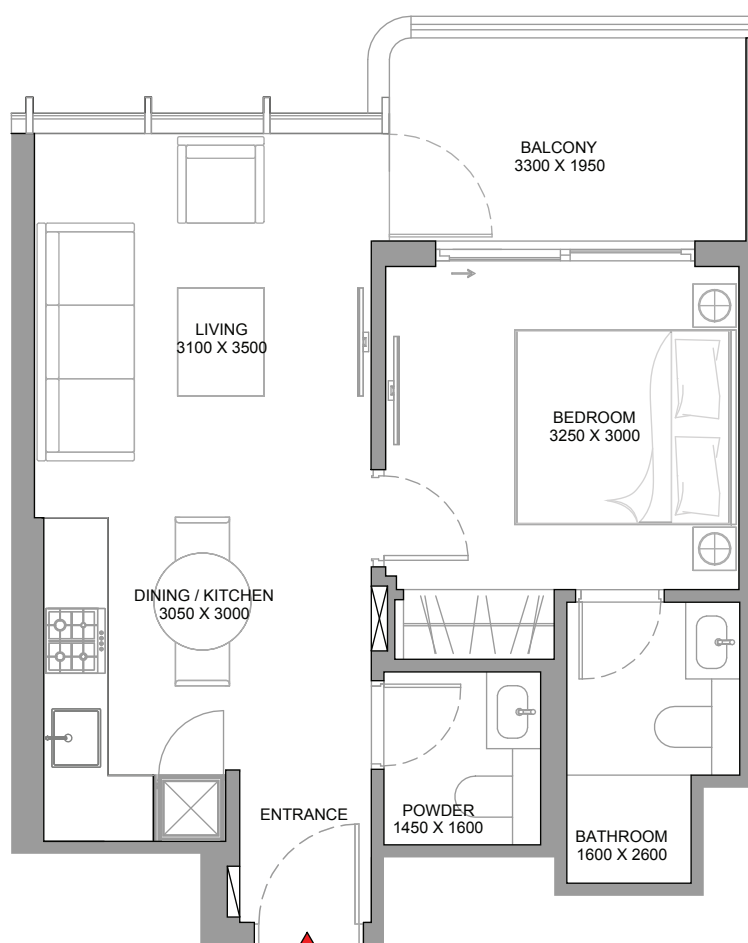 BALCONY
3300 X 1950
LIVING
3100 X 3500
BEDROOM
3250 X 3000
DINING / KITCHEN
3050 X 3000
ENTRANCE
POWDER
1450 X 1600
BATHROOM
1600 X 2600